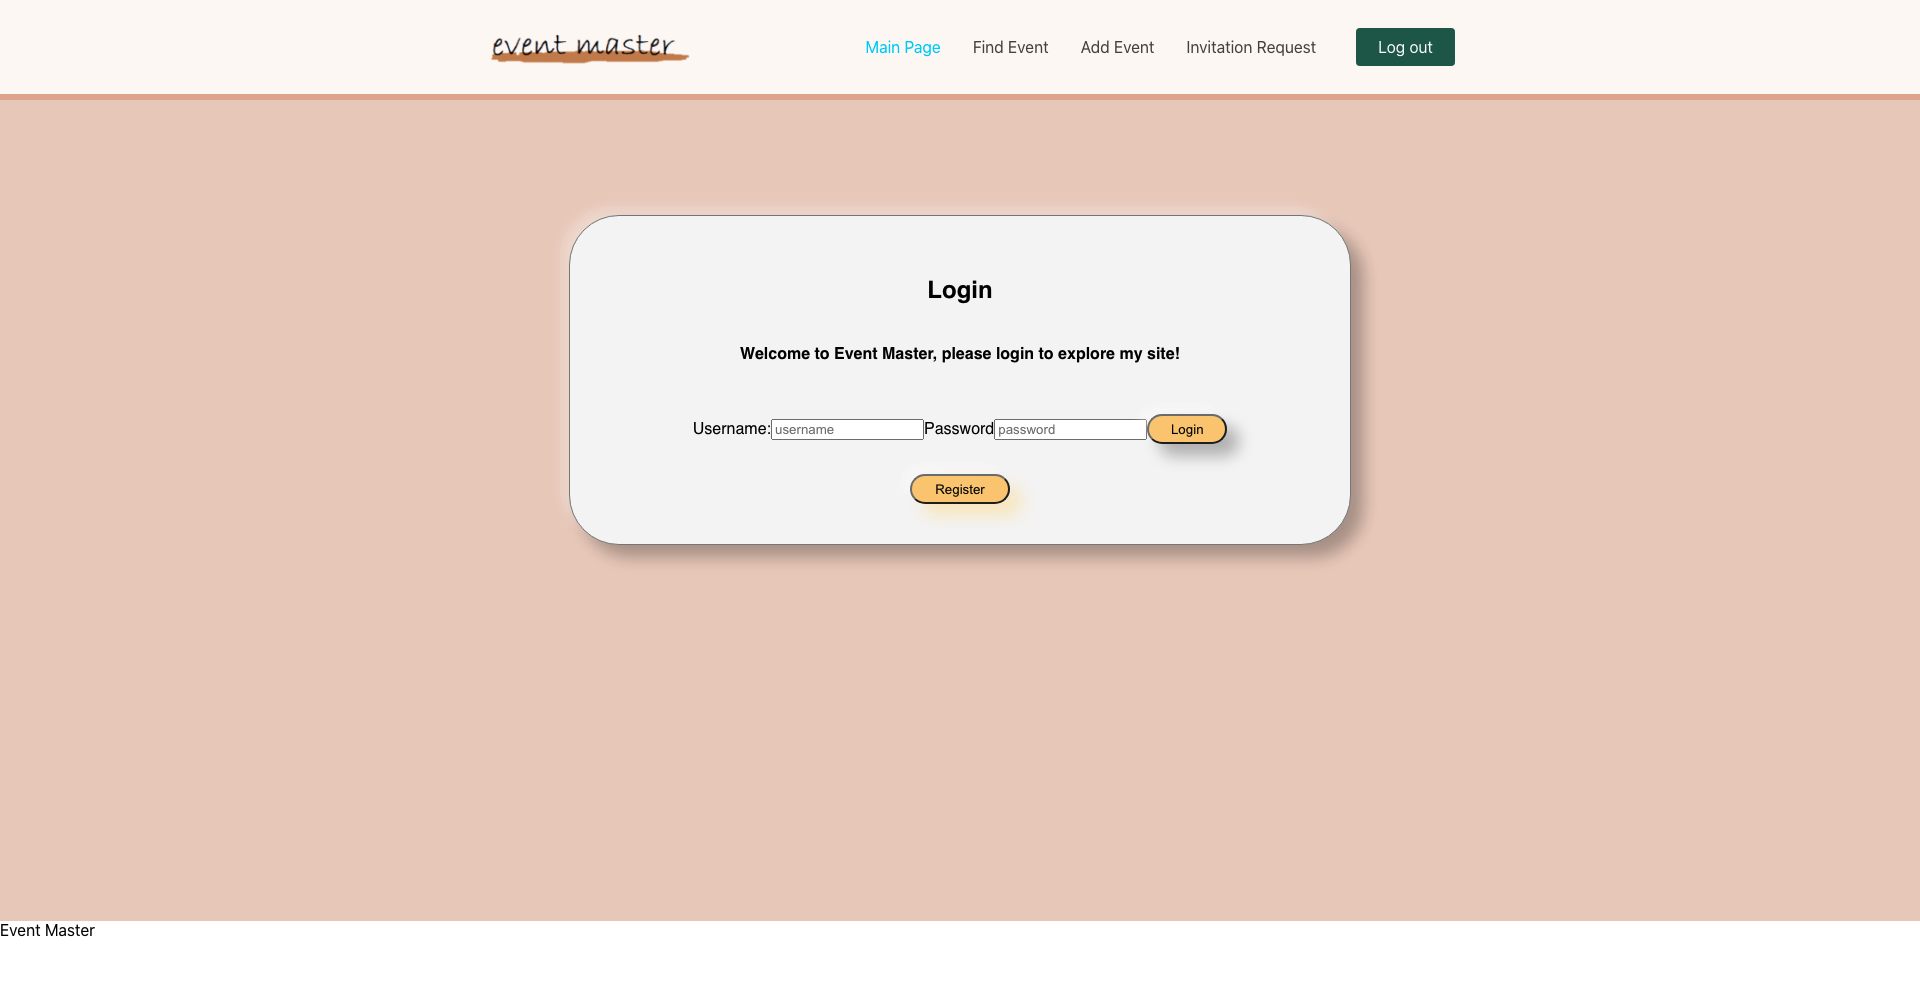 event master Main Page Find Event Add Event Invitation Request Log out
Login
Welcome to Event Master, please login to explore my site!
Username: username Password password Login
Register
Event Master